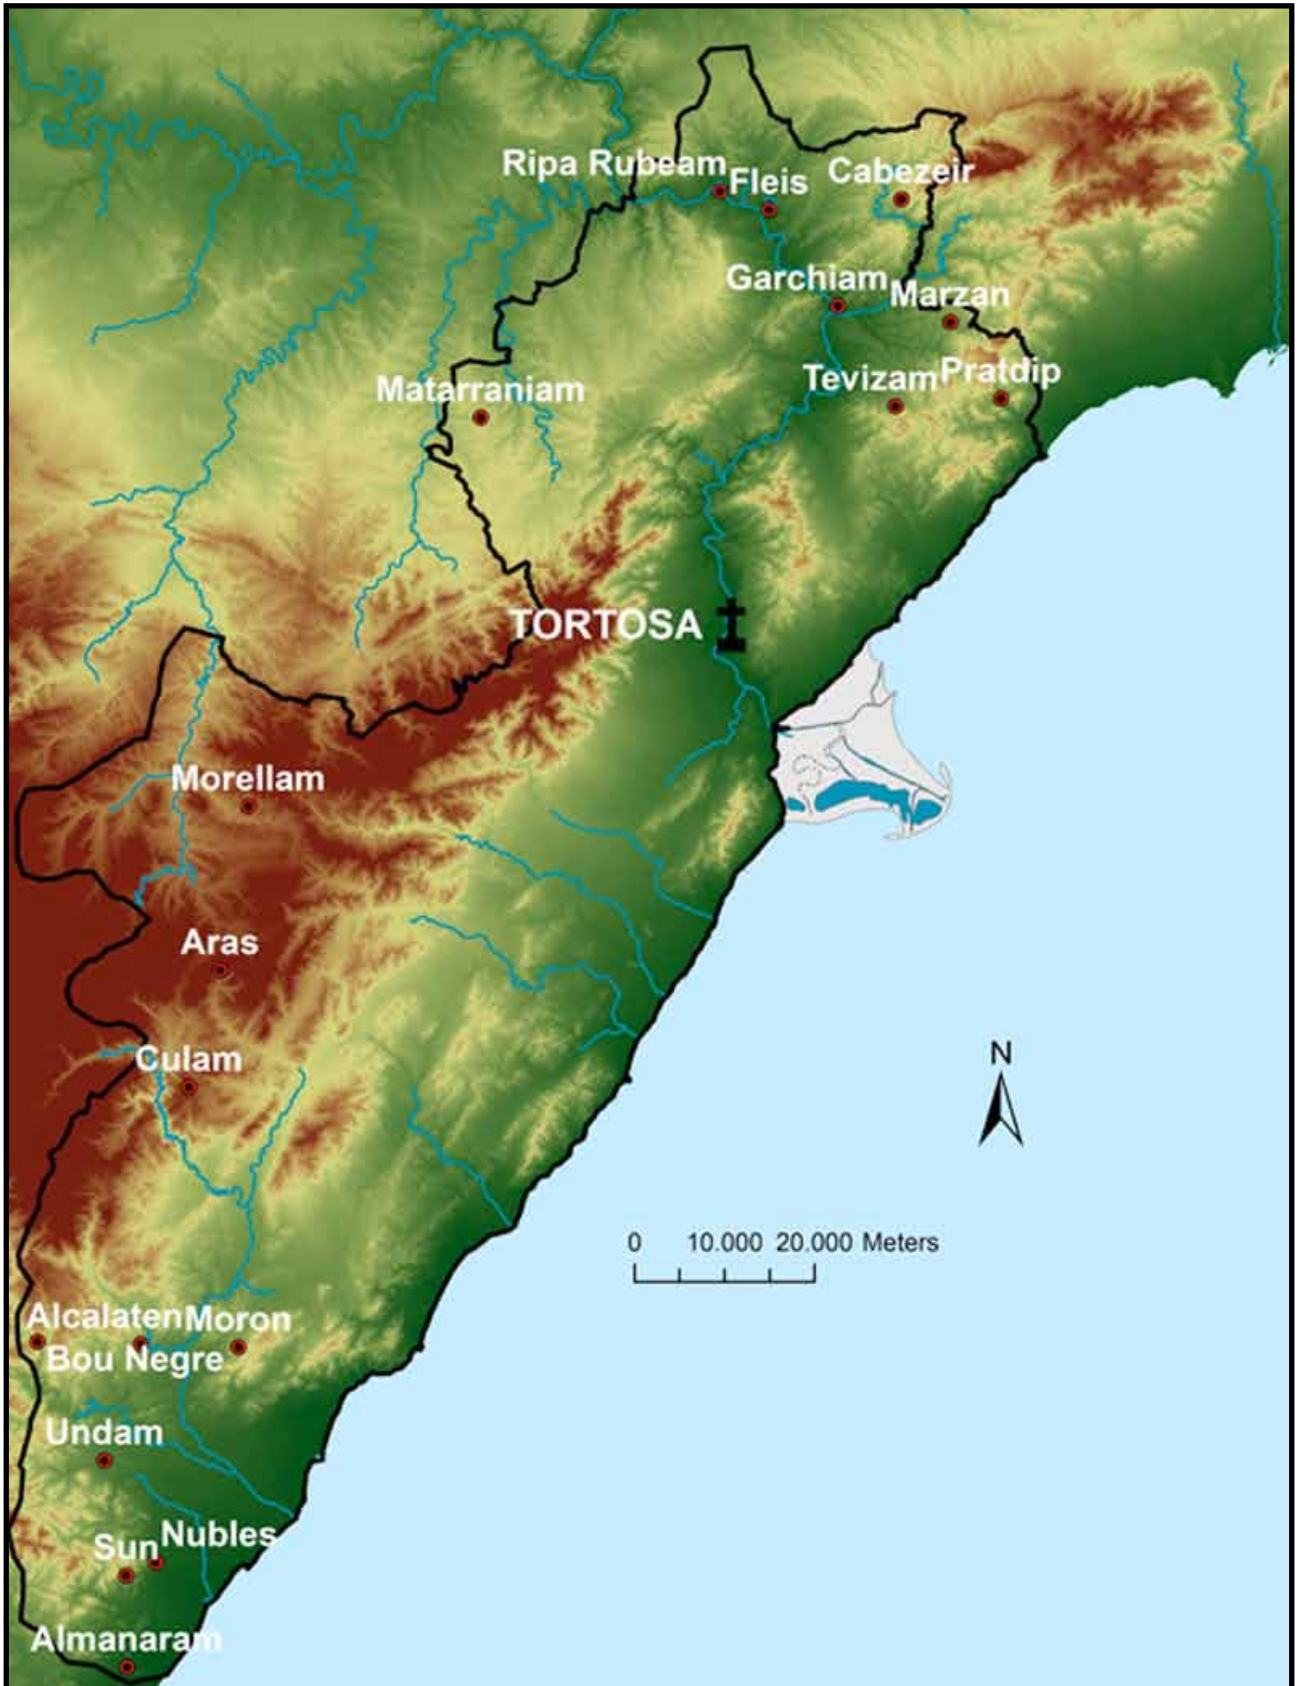 Ripa Rubeam
Fleis
Cabezeir
Garchiam
Marzan
Matarraniam
Tevizam
Pratdip
TORTOSA
Morellam
Aras
Culam
N
0 10.000 20.000 Meters
Alcalaten
Moron
Bou Negre
Undam
Sun
Nubles
Almanaram